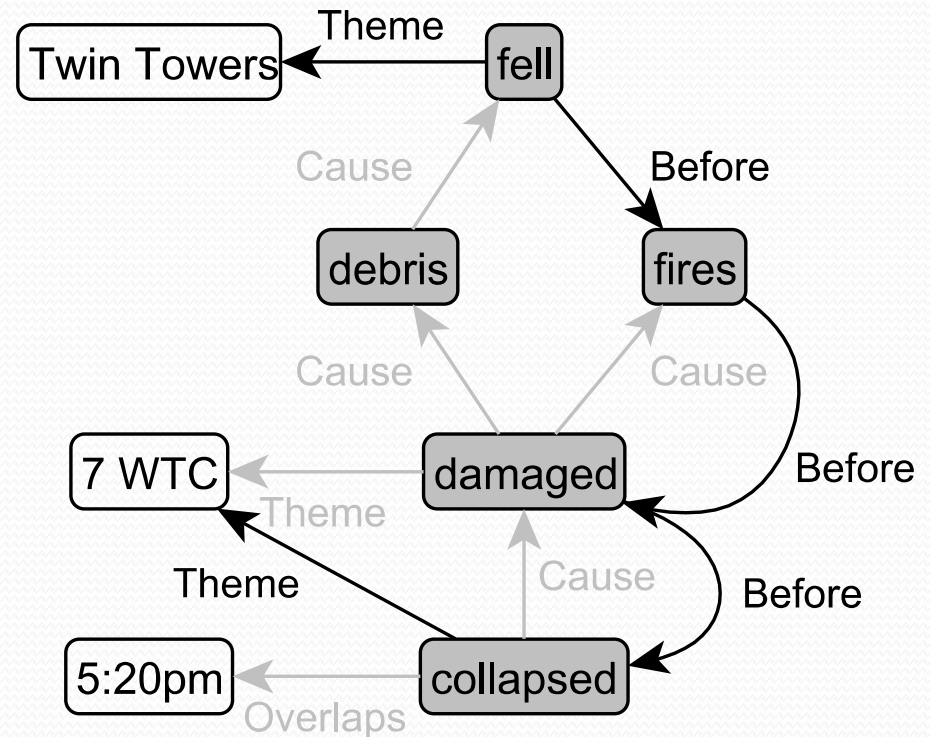 Theme
Twin Towers
fell
Cause
Before
debris
fires
Cause
Cause
7 WTC
damaged
Before
Theme
Theme
Cause
Before
5:20pm
collapsed
Overlaps